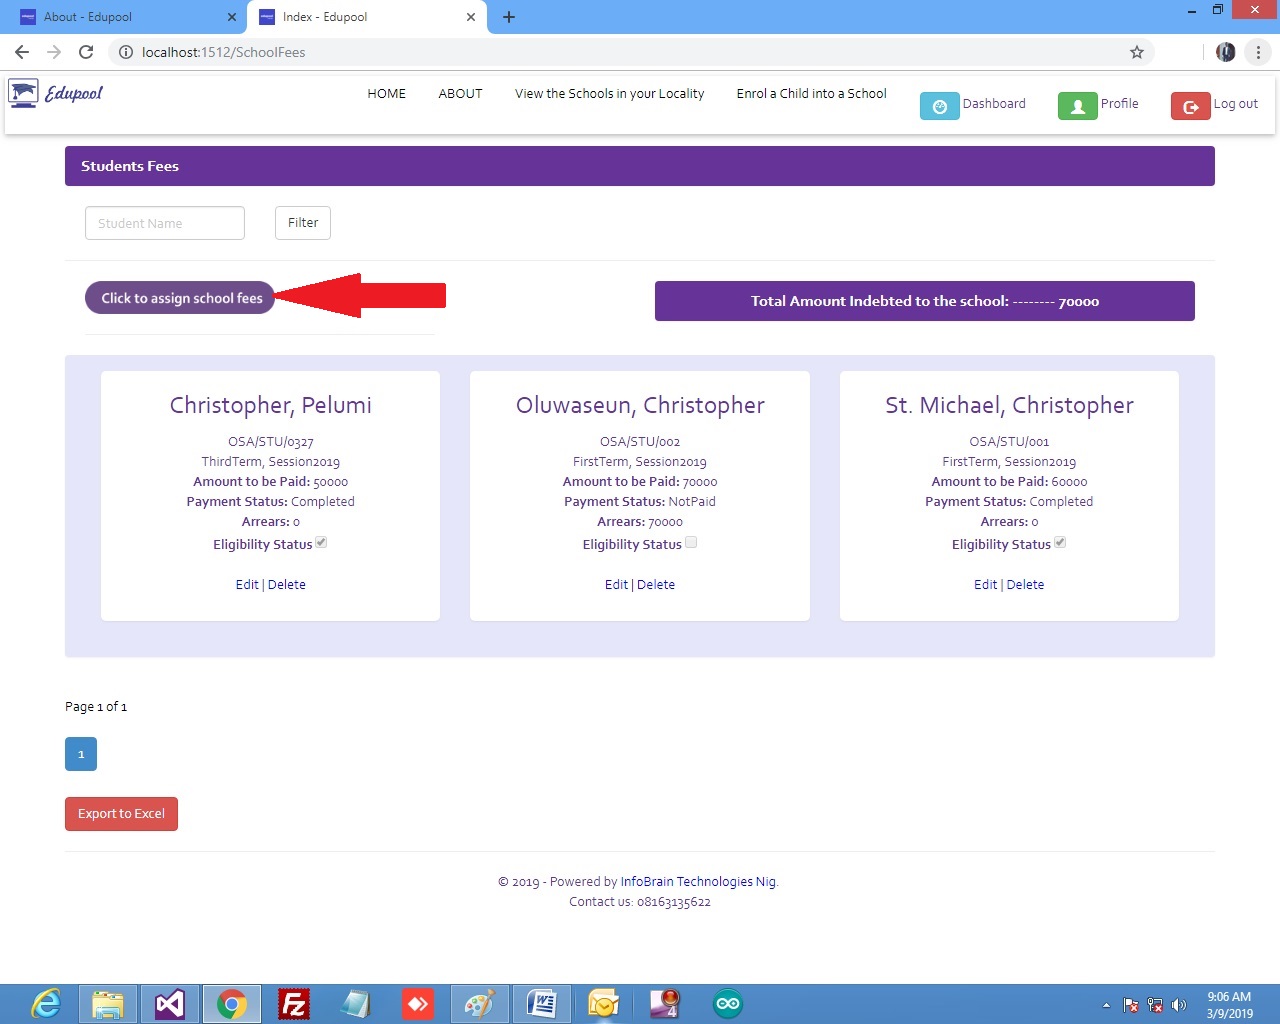 About - Edupool
Index - Edupool
localhost:1512/SchoolFees
Edupool
HOME
ABOUT
View the Schools in your Locality
Enrol a Child into a School
Dashboard
Profile
Log out
Students Fees
Student Name
Filter
Click to assign school fees
Total Amount Indebted to the school: -------- 70000
Christopher, Pelumi
OSA/STU/0327
ThirdTerm, Session2019
Amount to be Paid: 50000
Payment Status: Completed
Arrears: 0
Eligibility Status
Edit | Delete
Oluwaseun, Christopher
OSA/STU/002
FirstTerm, Session2019
Amount to be Paid: 70000
Payment Status: NotPaid
Arrears: 70000
Eligibility Status
Edit | Delete
St. Michael, Christopher
OSA/STU/001
FirstTerm, Session2019
Amount to be Paid: 60000
Payment Status: Completed
Arrears: 0
Eligibility Status
Edit | Delete
Page 1 of 1
1
Export to Excel
© 2019 - Powered by InfoBrain Technologies Nig.
Contact us: 08163135622
9:06 AM
3/9/2019